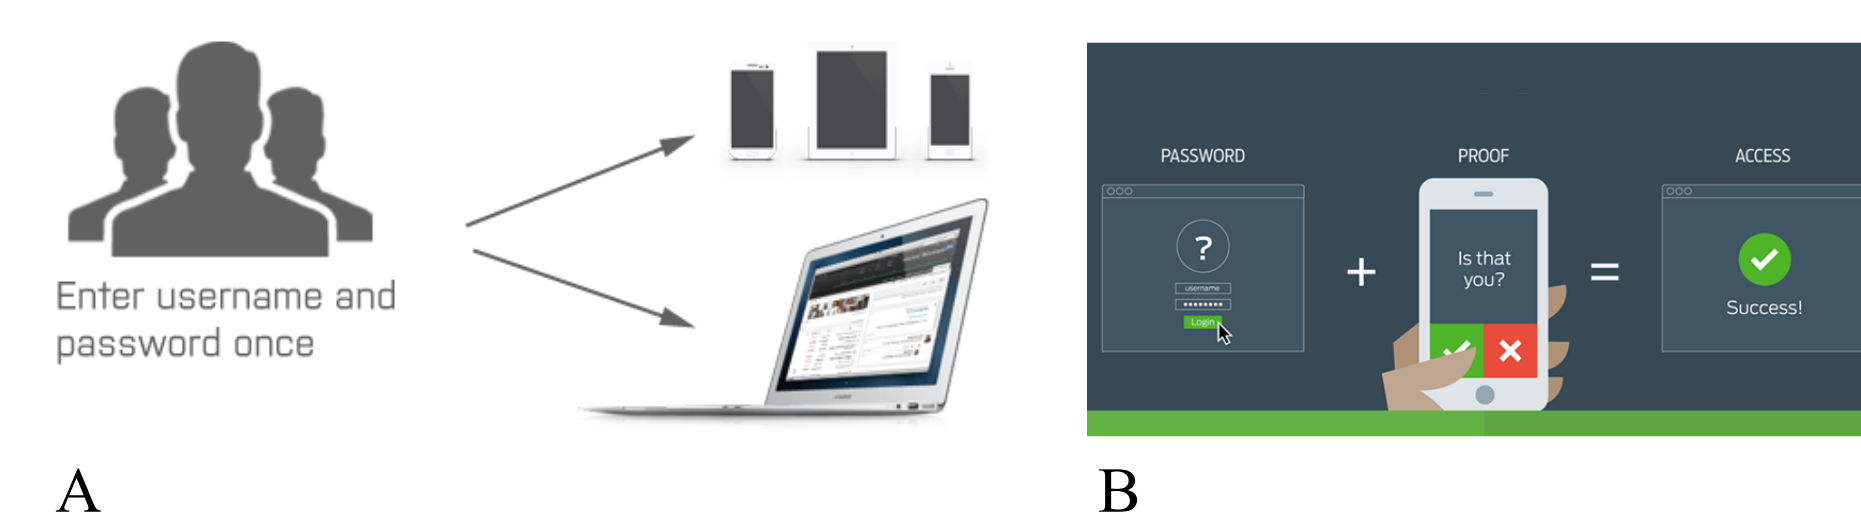 Enter username and
password once
A
PASSWORD
?
username
Login
+
PROOF
Is that
you?
=
ACCESS
Success!
B